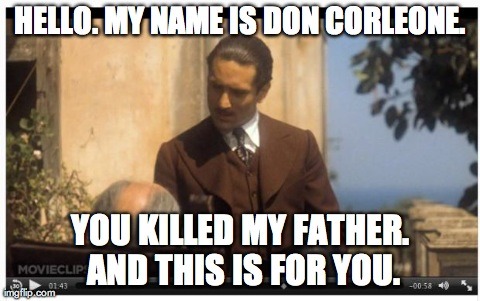 HELLO. MY NAME IS DON CORLEONE.
YOU KILLED MY FATHER.
AND THIS IS FOR YOU.
MOVIECLIP
01:43
-00:58
imgflip.com